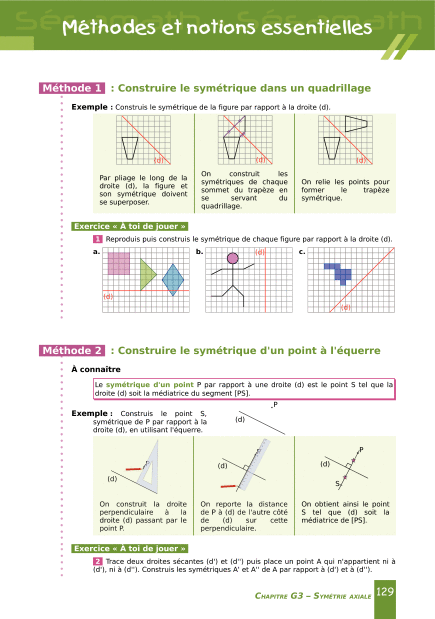 Sésamath Sésamath
Méthodes et notions essentielles
Méthode 1 : Construire le symétrique dans un quadrillage
Exemple : Construis le symétrique de la figure par rapport à la droite (d).
(d)
(d)
(d)
Par pliage le long de la
droite (d), la figure et
son symétrique doivent
se superposer.
On construit les
symétriques de chaque
sommet du trapèze en
se servant du
quadrillage.
On relie les points pour
former le trapèze
symétrique.
Exercice « À toi de jouer »
1 Reproduis puis construis le symétrique de chaque figure par rapport à la droite (d).
a.
(d)
b.
(d)
c.
(d)
Méthode 2 : Construire le symétrique d'un point à l'équerre
À connaître
Le symétrique d'un point P par rapport à une droite (d) est le point S tel que la
droite (d) soit la médiatrice du segment [PS].
Exemple : Construis le point S,
symétrique de P par rapport à la
droite (d), en utilisant l'équerre.
P
(d)
P
(d)
P
(d)
P
(d)
S
On construit la droite
perpendiculaire à la
droite (d) passant par le
point P.
On reporte la distance
de P à (d) de l'autre côté
de (d) sur cette
perpendiculaire.
On obtient ainsi le point
S tel que (d) soit la
médiatrice de [PS].
Exercice « À toi de jouer »
2 Trace deux droites sécantes (d') et (d'') puis place un point A qui n'appartient ni à
(d'), ni à (d''). Construis les symétriques A' et A'' de A par rapport à (d') et à (d'').
CHAPITRE G3 – SYMÉTRIE AXIALE 129